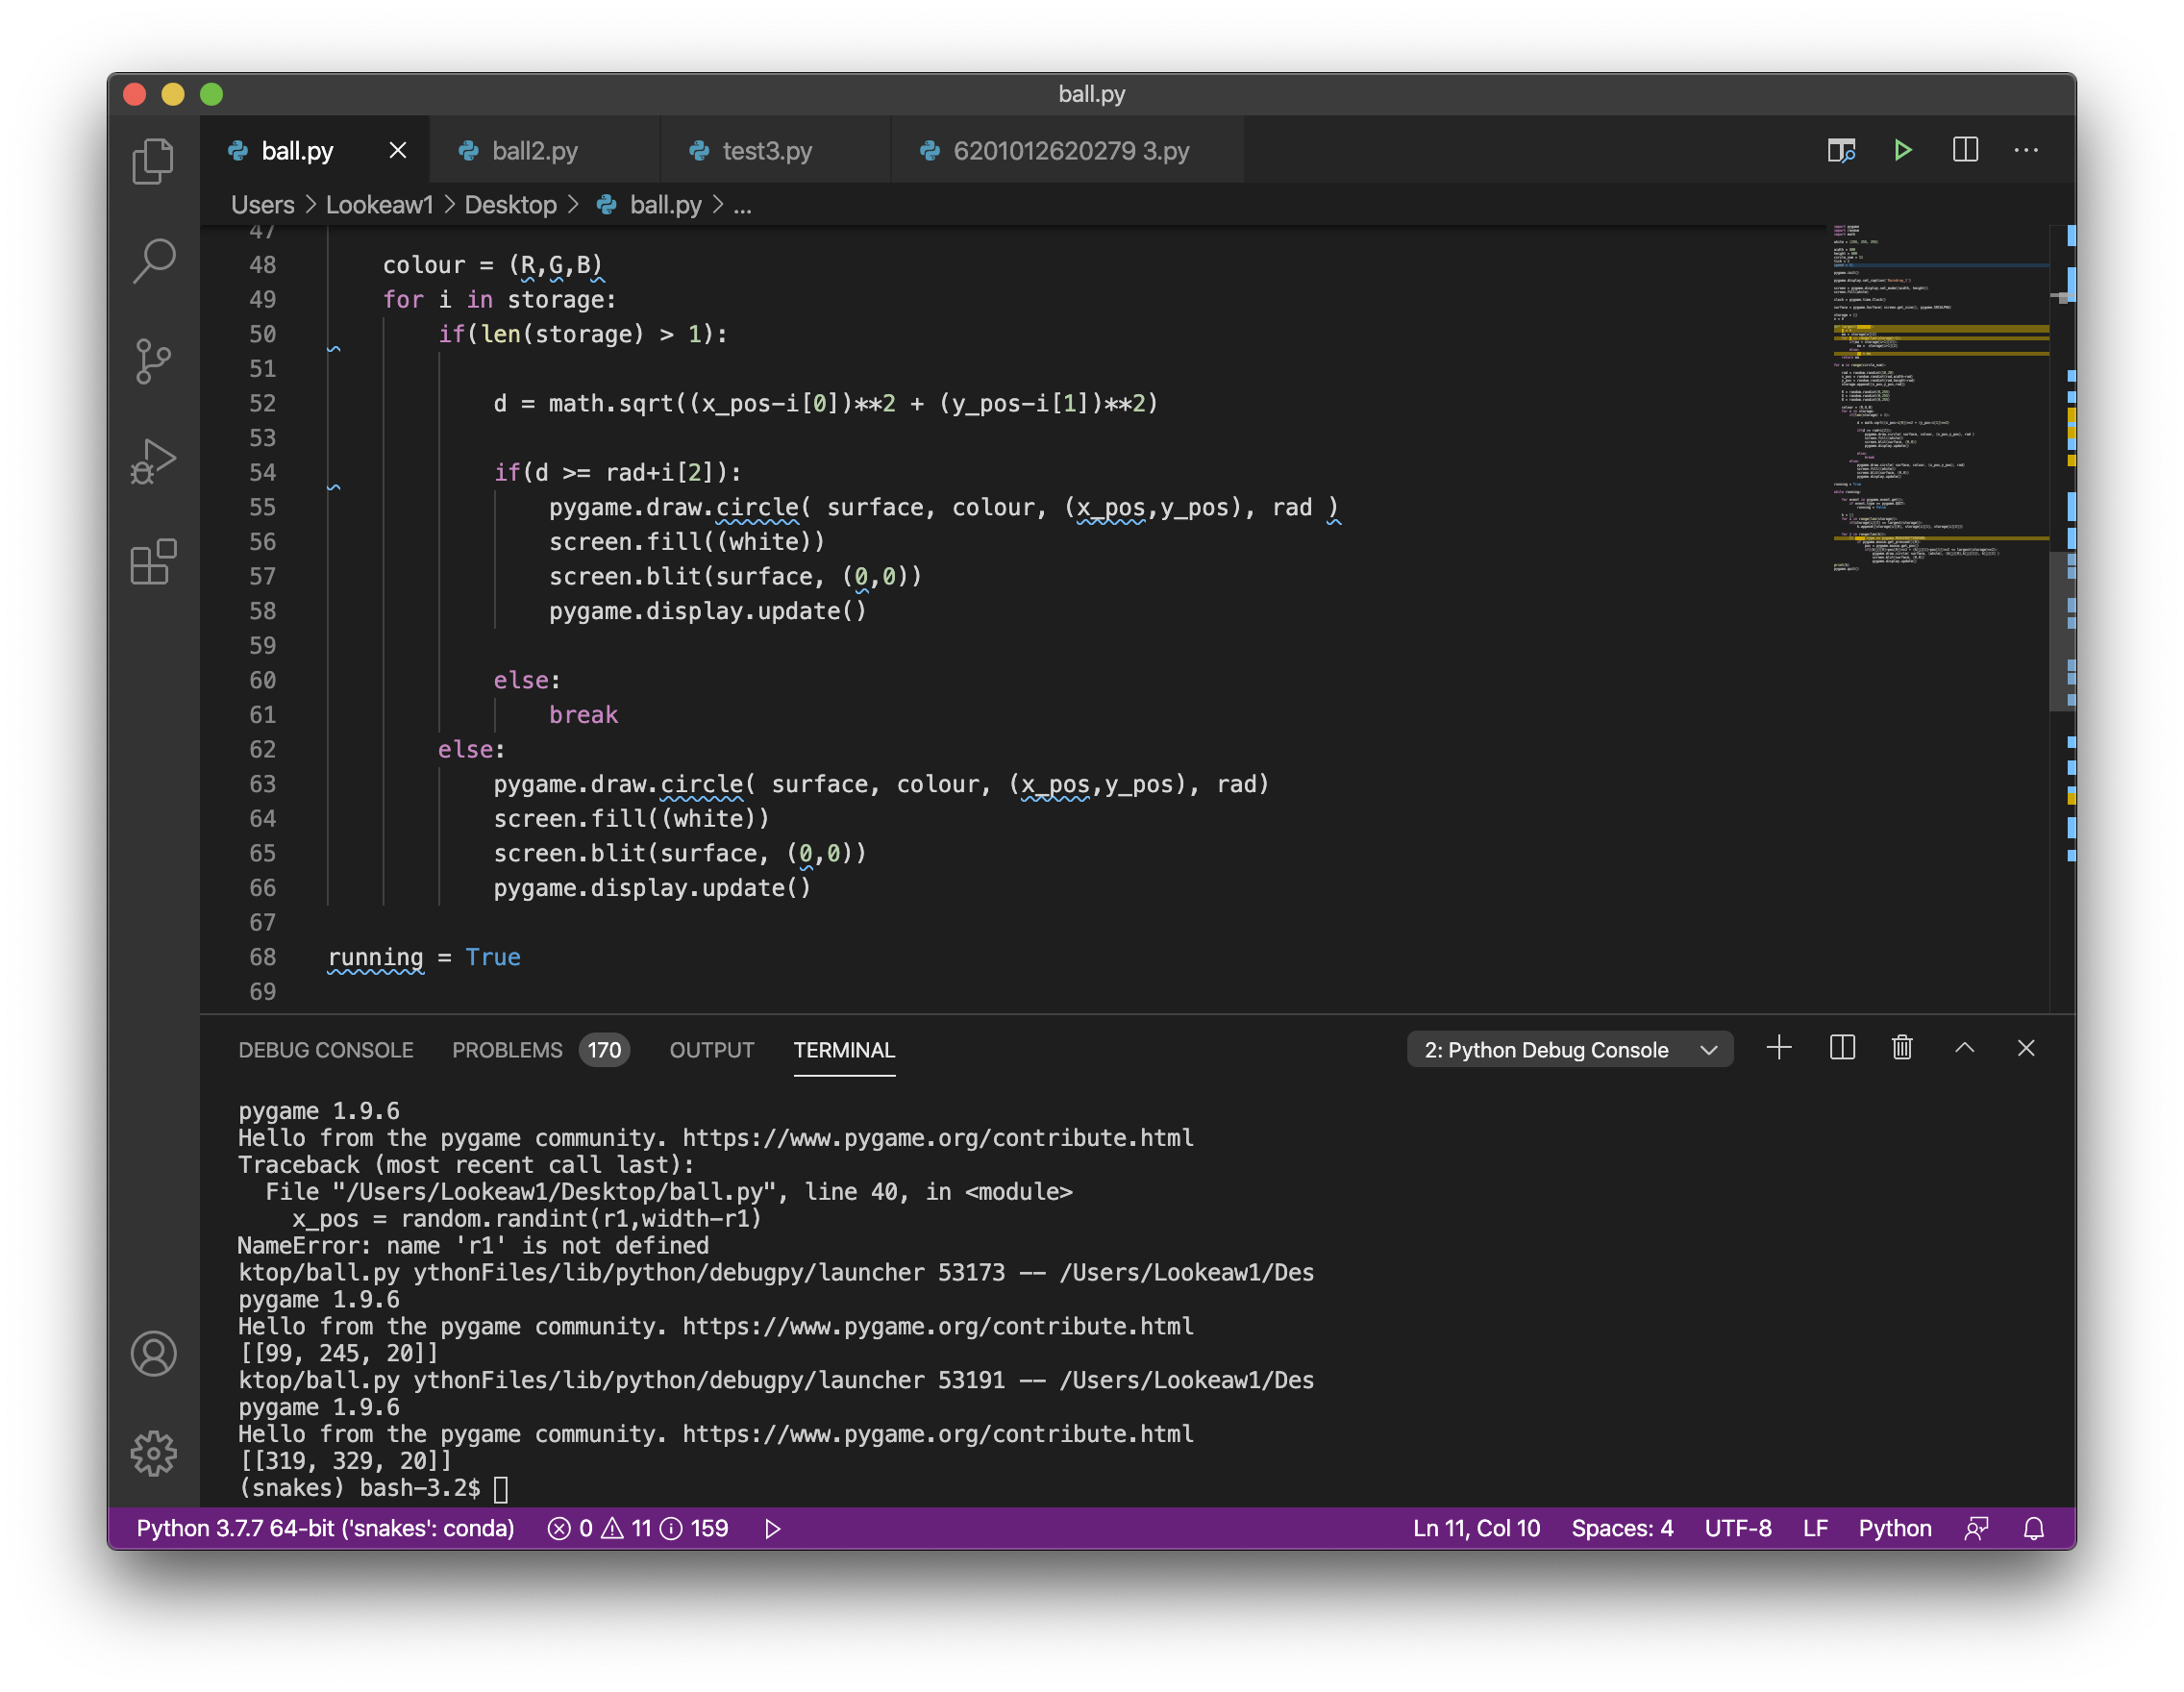 ball.py
ball.py
ball2.py
test3.py
6201012620279 3.py
Users > Lookeaw1 > Desktop > ball.py > ...
47
48 colour = (R,G,B)
49 for i in storage:
50 if(len(storage) > 1):
51
52 d = math.sqrt((x_pos-i[0])**2 + (y_pos-i[1])**2)
53
54 if(d >= rad+i[2]):
55 pygame.draw.circle( surface, colour, (x_pos,y_pos), rad )
56 screen.fill((white))
57 screen.blit(surface, (0,0))
58 pygame.display.update()
59
60 else:
61 break
62 else:
63 pygame.draw.circle( surface, colour, (x_pos,y_pos), rad)
64 screen.fill((white))
65 screen.blit(surface, (0,0))
66 pygame.display.update()
67
68 running = True
69
DEBUG CONSOLE PROBLEMS 170 OUTPUT TERMINAL 2: Python Debug Console
pygame 1.9.6
Hello from the pygame community. https://www.pygame.org/contribute.html
Traceback (most recent call last):
File "/Users/Lookeaw1/Desktop/ball.py", line 40, in <module>
x_pos = random.randint(r1,width-r1)
NameError: name 'r1' is not defined
ktop/ball.py ythonFiles/lib/python/debugpy/launcher 53173 -- /Users/Lookeaw1/Des
pygame 1.9.6
Hello from the pygame community. https://www.pygame.org/contribute.html
[[99, 245, 20]]
ktop/ball.py ythonFiles/lib/python/debugpy/launcher 53191 -- /Users/Lookeaw1/Des
pygame 1.9.6
Hello from the pygame community. https://www.pygame.org/contribute.html
[[319, 329, 20]]
(snakes) bash-3.2$
Python 3.7.7 64-bit ('snakes': conda) 0 11 159 Ln 11, Col 10 Spaces: 4 UTF-8 LF Python